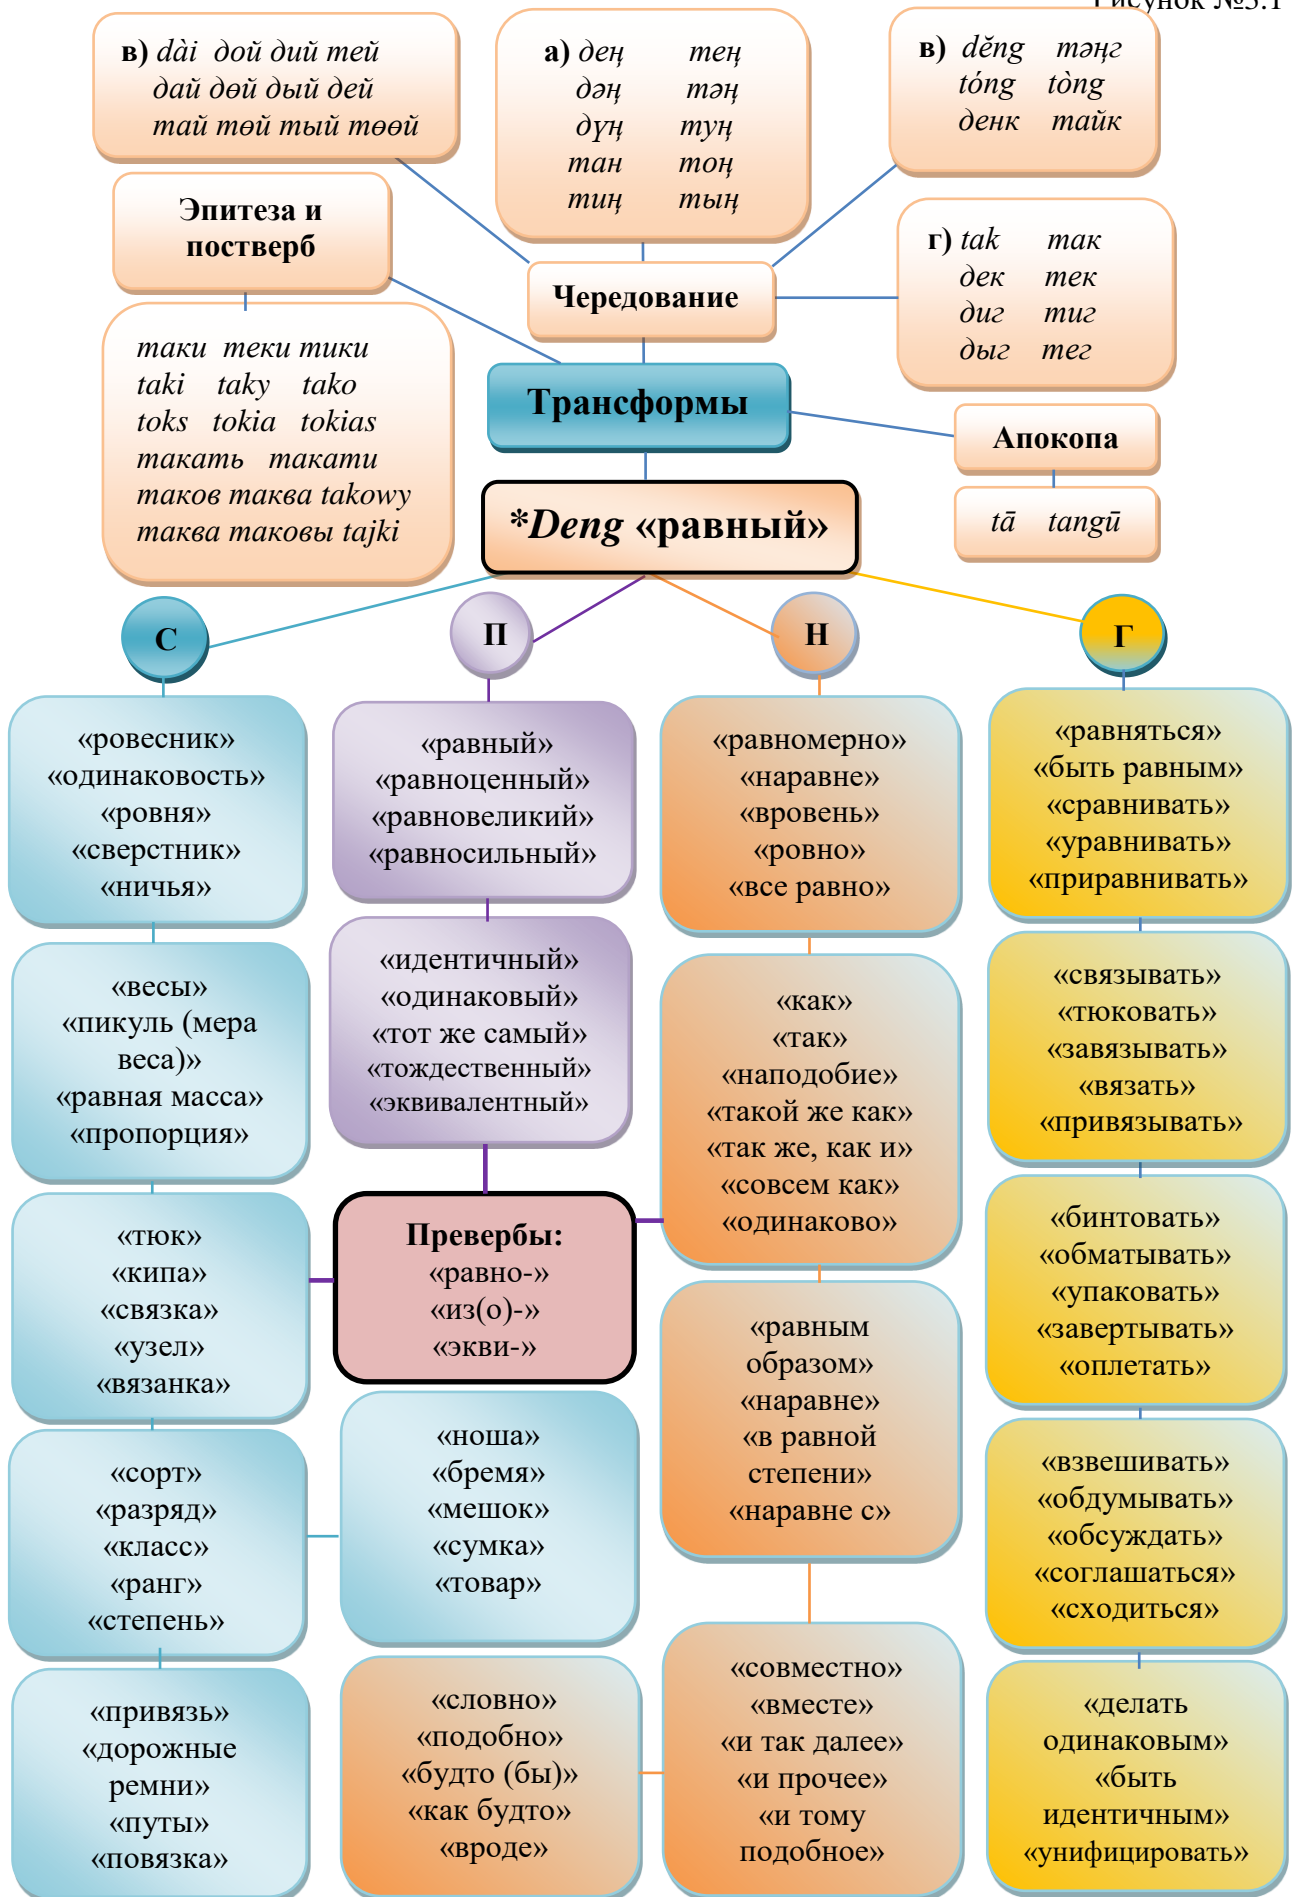 Рисунок №3.1
в) dài дой дий тей
дай дөй дый дей
тай төй тый төөй
а) дең тең
дәң тәң
дүң туң
тан тоң
тиң тың
в) děng тәңг
tóng tòng
денк тайк
Эпитеза и
постверб
Чередование
г) tak так
дек тек
диг тиг
дыг тег
таки теки тики
taki taky tako
toks tokia tokias
такать такати
таков таква takowy
таква таковы tajki
Трансформы
Апокопа
tā tangū
*Deng «равный»
С
П
Н
Г
«ровесник»
«одинаковость»
«ровня»
«сверстник»
«ничья»
«весы»
«пикуль (мера
веса)»
«равная масса»
«пропорция»
«тюк»
«кипа»
«связка»
«узел»
«вязанка»
«сорт»
«разряд»
«класс»
«ранг»
«степень»
«привязь»
«дорожные
ремни»
«путы»
«повязка»
«равный»
«равноценный»
«равновеликий»
«равносильный»
«идентичный»
«одинаковый»
«тот же самый»
«тождественный»
«эквивалентный»
Превербы:
«равно-»
«из(о)-»
«экви-»
«ноша»
«бремя»
«мешок»
«сумка»
«товар»
«словно»
«подобно»
«будто (бы)»
«как будто»
«вроде»
«равномерно»
«наравне»
«вровень»
«ровно»
«все равно»
«как»
«так»
«наподобие»
«такой же как»
«так же, как и»
«совсем как»
«одинаково»
«равным
образом»
«наравне»
«в равной
степени»
«наравне с»
«совместно»
«вместе»
«и так далее»
«и прочее»
«и тому
подобное»
«равняться»
«быть равным»
«сравнивать»
«уравнивать»
«приравнивать»
«связывать»
«тюковать»
«завязывать»
«вязать»
«привязывать»
«бинтовать»
«обматывать»
«упаковать»
«завертывать»
«оплетать»
«взвешивать»
«обдумывать»
«обсуждать»
«соглашаться»
«сходиться»
«делать
одинаковым»
«быть
идентичным»
«унифицировать»